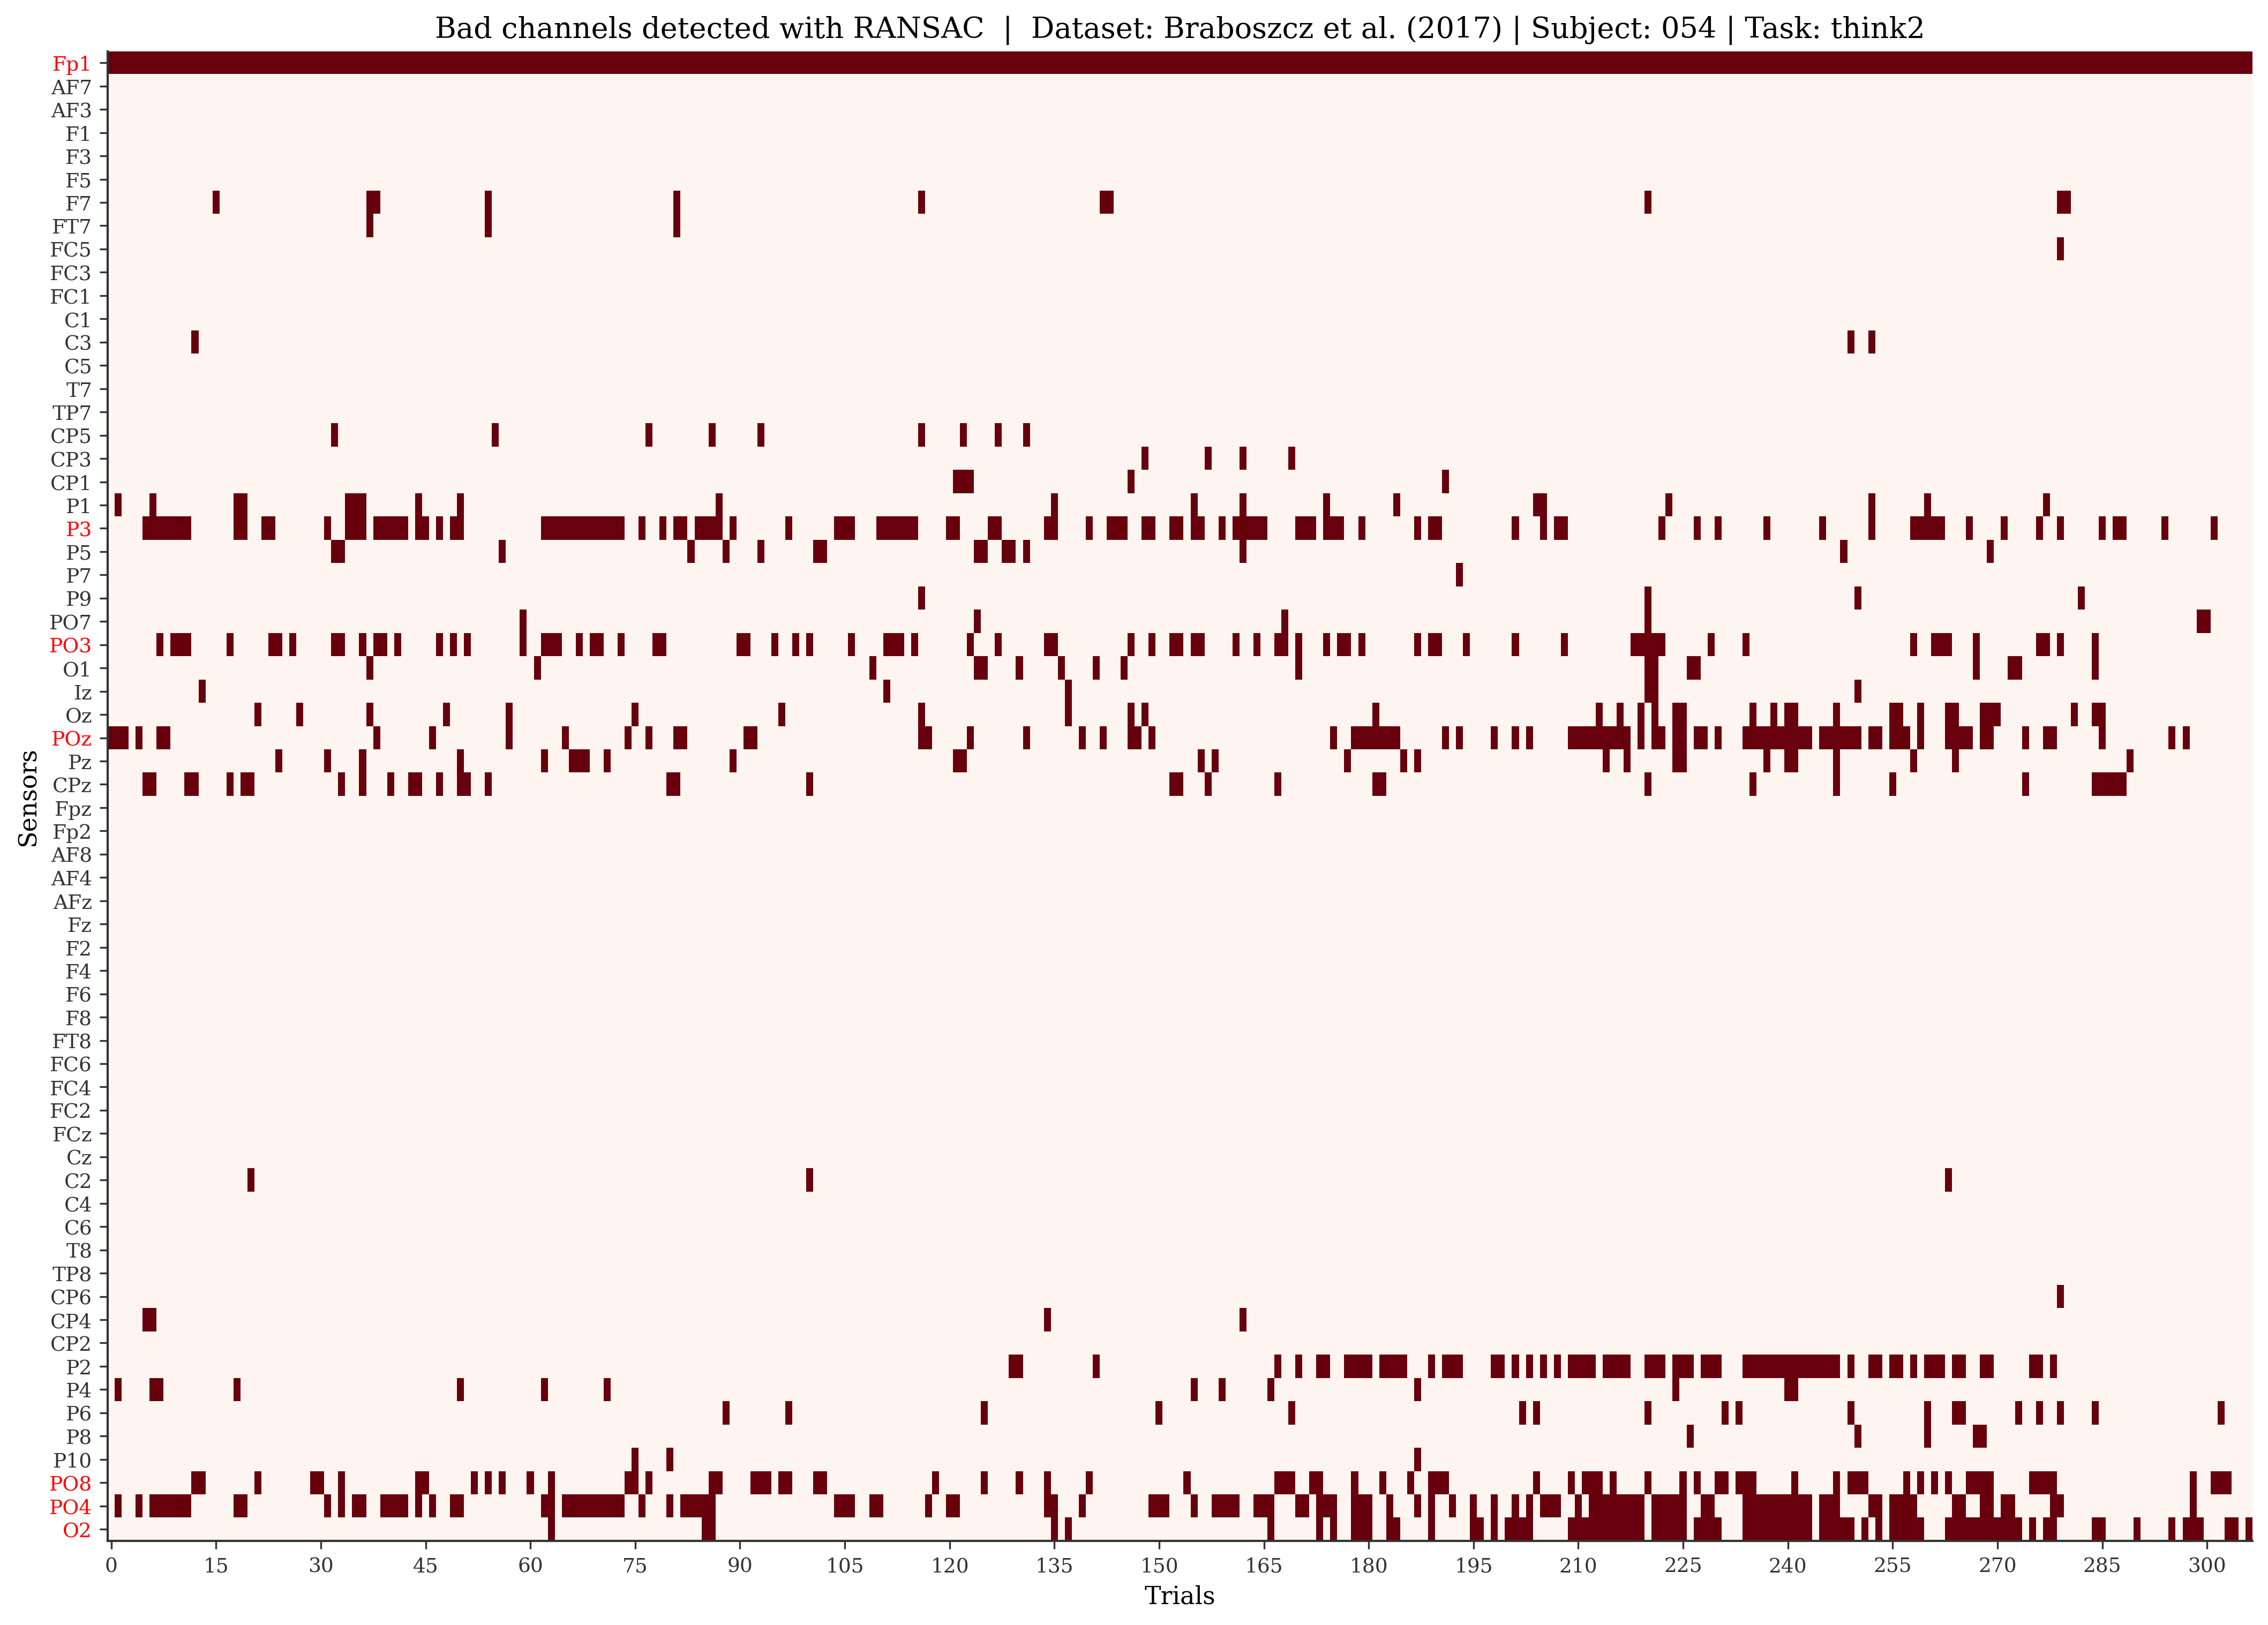 Bad channels detected with RANSAC | Dataset: Braboszcz et al. (2017) | Subject: 054 | Task: think2
Sensors
Fp1
AF7
AF3
F1
F3
F5
F7
FT7
FC5
FC3
FC1
C1
C3
C5
T7
TP7
CP5
CP3
CP1
P1
P3
P5
P7
P9
PO7
PO3
O1
Iz
Oz
POz
Pz
CPz
Fpz
Fp2
AF8
AF4
AFz
Fz
F2
F4
F6
F8
FT8
FC6
FC4
FC2
FCz
Cz
C2
C4
C6
T8
TP8
CP6
CP4
CP2
P2
P4
P6
P8
P10
PO8
PO4
O2
0 15 30 45 60 75 90 105 120 135 150 165 180 195 210 225 240 255 270 285 300
Trials